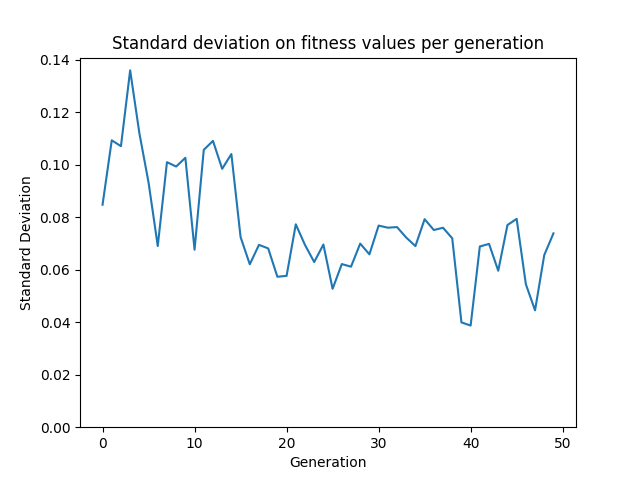 Standard deviation on fitness values per generation
0.14
0.12
0.10
0.08
0.06
0.04
0.02
0.00
Standard Deviation
0 10 20 30 40 50
Generation